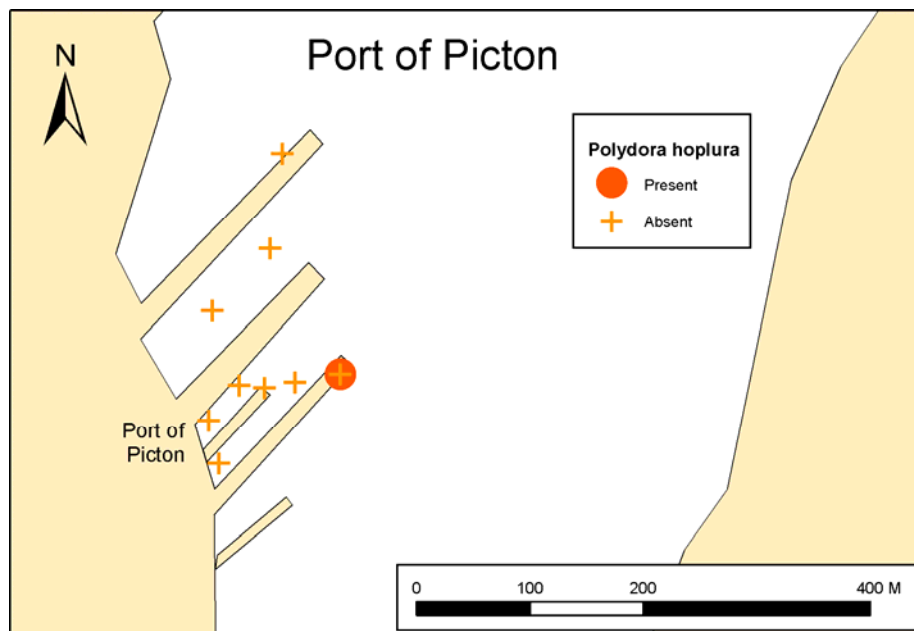 Port of Picton
N
Polydora hoplura
Present
Absent
Port of
Picton
0 100 200 400 M